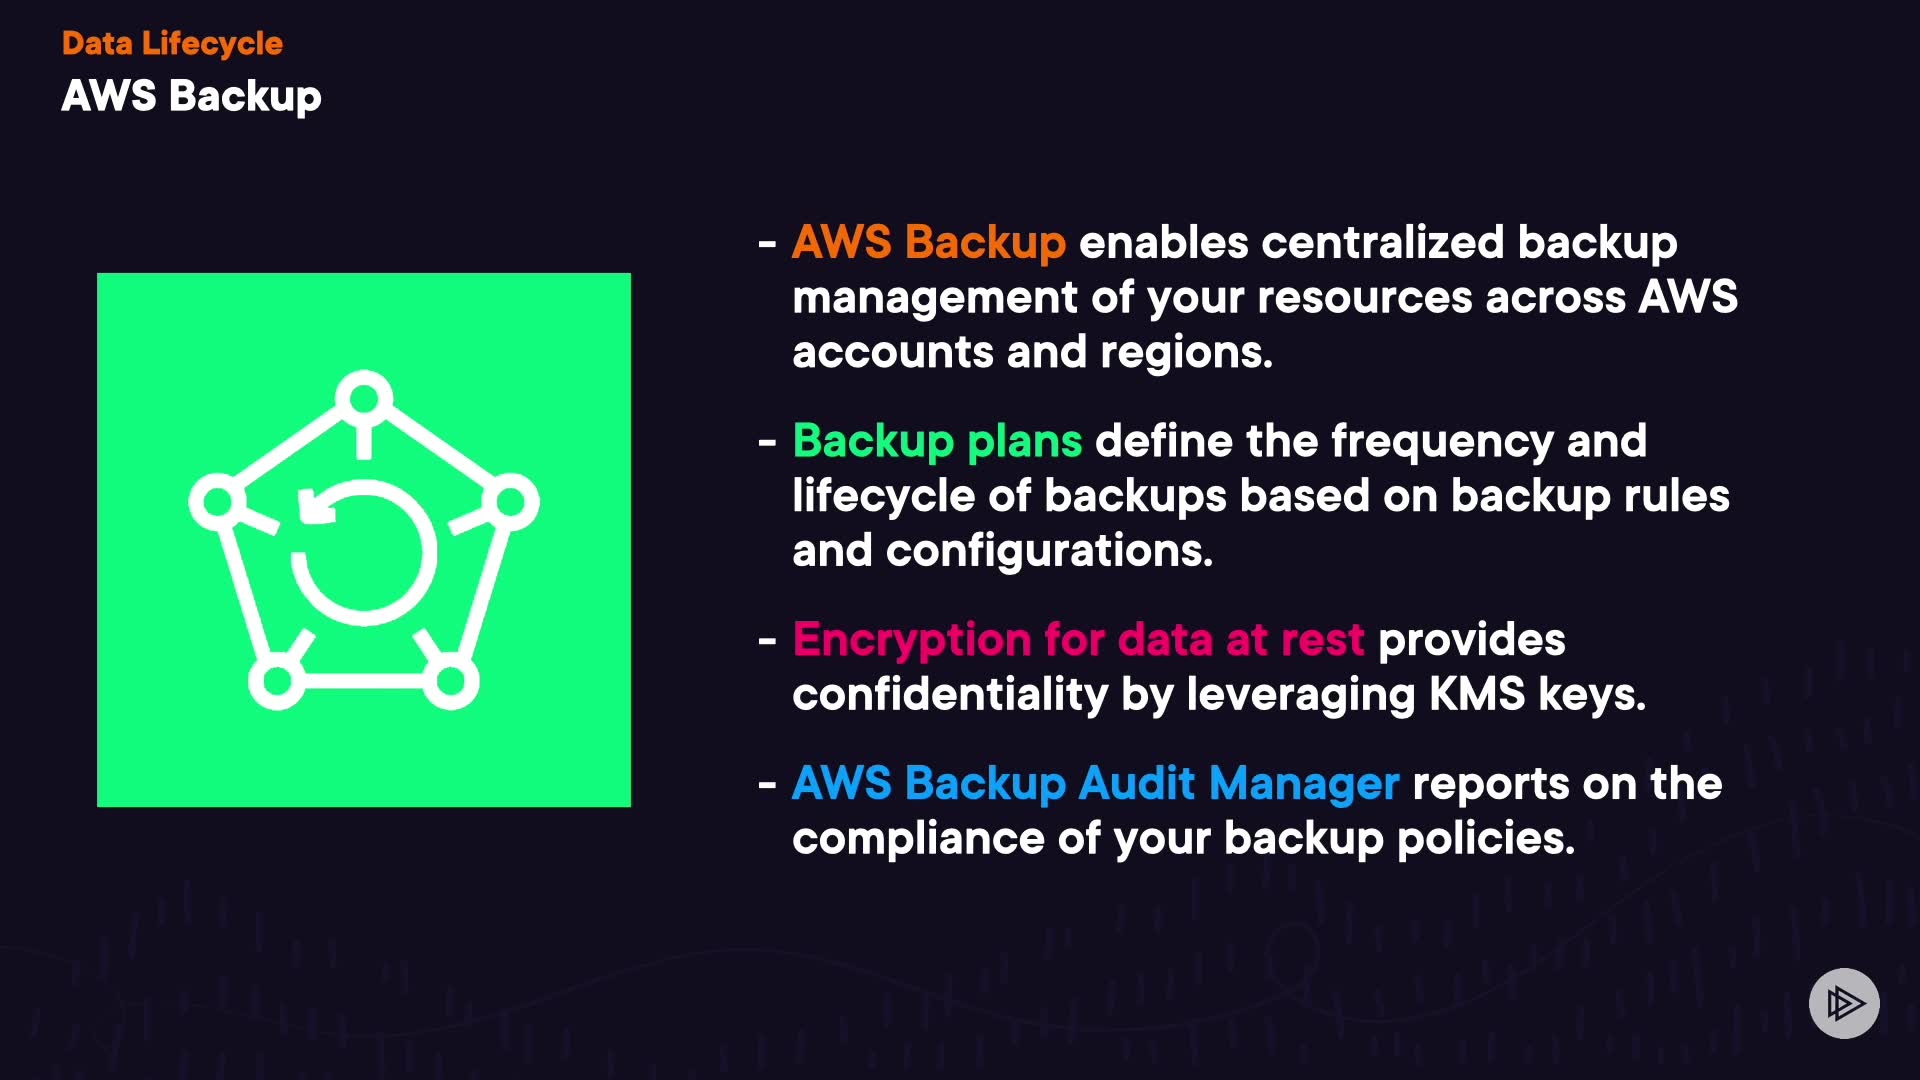 Data Lifecycle
AWS Backup
- AWS Backup enables centralized backup
management of your resources across AWS
accounts and regions.
- Backup plans define the frequency and
lifecycle of backups based on backup rules
and configurations.
- Encryption for data at rest provides
confidentiality by leveraging KMS keys.
- AWS Backup Audit Manager reports on the
compliance of your backup policies.